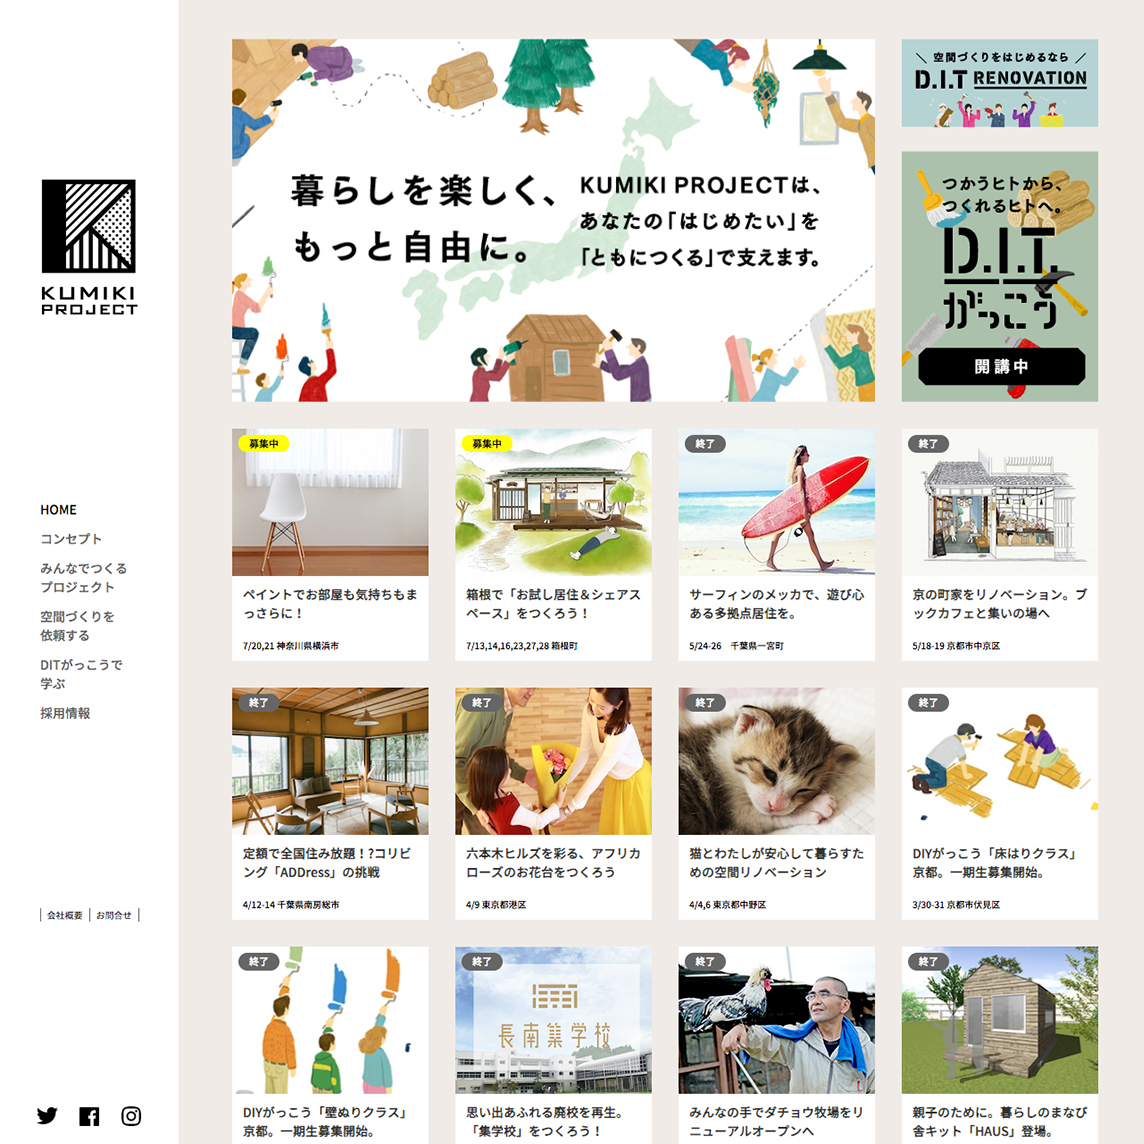 KUMIKI
PROJECT
HOME
コンセプト
みんなでつくる
プロジェクト
空間づくりを
依頼する
DITがっこうで
学ぶ
採用情報
会社概要
お問合せ
暮らしを楽しく、
もっと自由に。
KUMIKI PROJECTは、
あなたの「はじめたい」を
「ともにつくる」で支えます。
空間づくりをはじめるなら
D.I.T RENOVATION
つかうヒトから、
つくれるヒトへ。
D.I.T.
がっこう
開講中
募集中
ペイントでお部屋も気持ちもま
っさらに！
7/20,21 神奈川県横浜市
募集中
箱根で「お試し居住＆シェアス
ペース」をつくろう！
7/13,14,16,23,27,28 箱根町
終了
サーフィンのメッカで、遊び心
ある多拠点居住を。
5/24-26　千葉県一宮町
終了
京の町家をリノベーション。ブ
ックカフェと集いの場へ
5/18-19 京都市中京区
終了
定額で全国住み放題！?コリビ
ング「ADDress」の挑戦
4/12-14 千葉県南房総市
終了
六本木ヒルズを彩る、アフリカ
ローズのお花台をつくろう
4/9 東京都港区
終了
猫とわたしが安心して暮らすた
めの空間リノベーション
4/4,6 東京都中野区
終了
DIYがっこう「床はりクラス」
京都。一期生募集開始。
3/30-31 京都市伏見区
終了
DIYがっこう「壁ぬりクラス」
京都。一期生募集開始。
終了
長南集学校
思い出あふれる廃校を再生。
「集学校」をつくろう！
終了
みんなの手でダチョウ牧場をリ
ニューアルオープンへ
終了
親子のために。暮らしのまなび
舎キット「HAUS」登場。